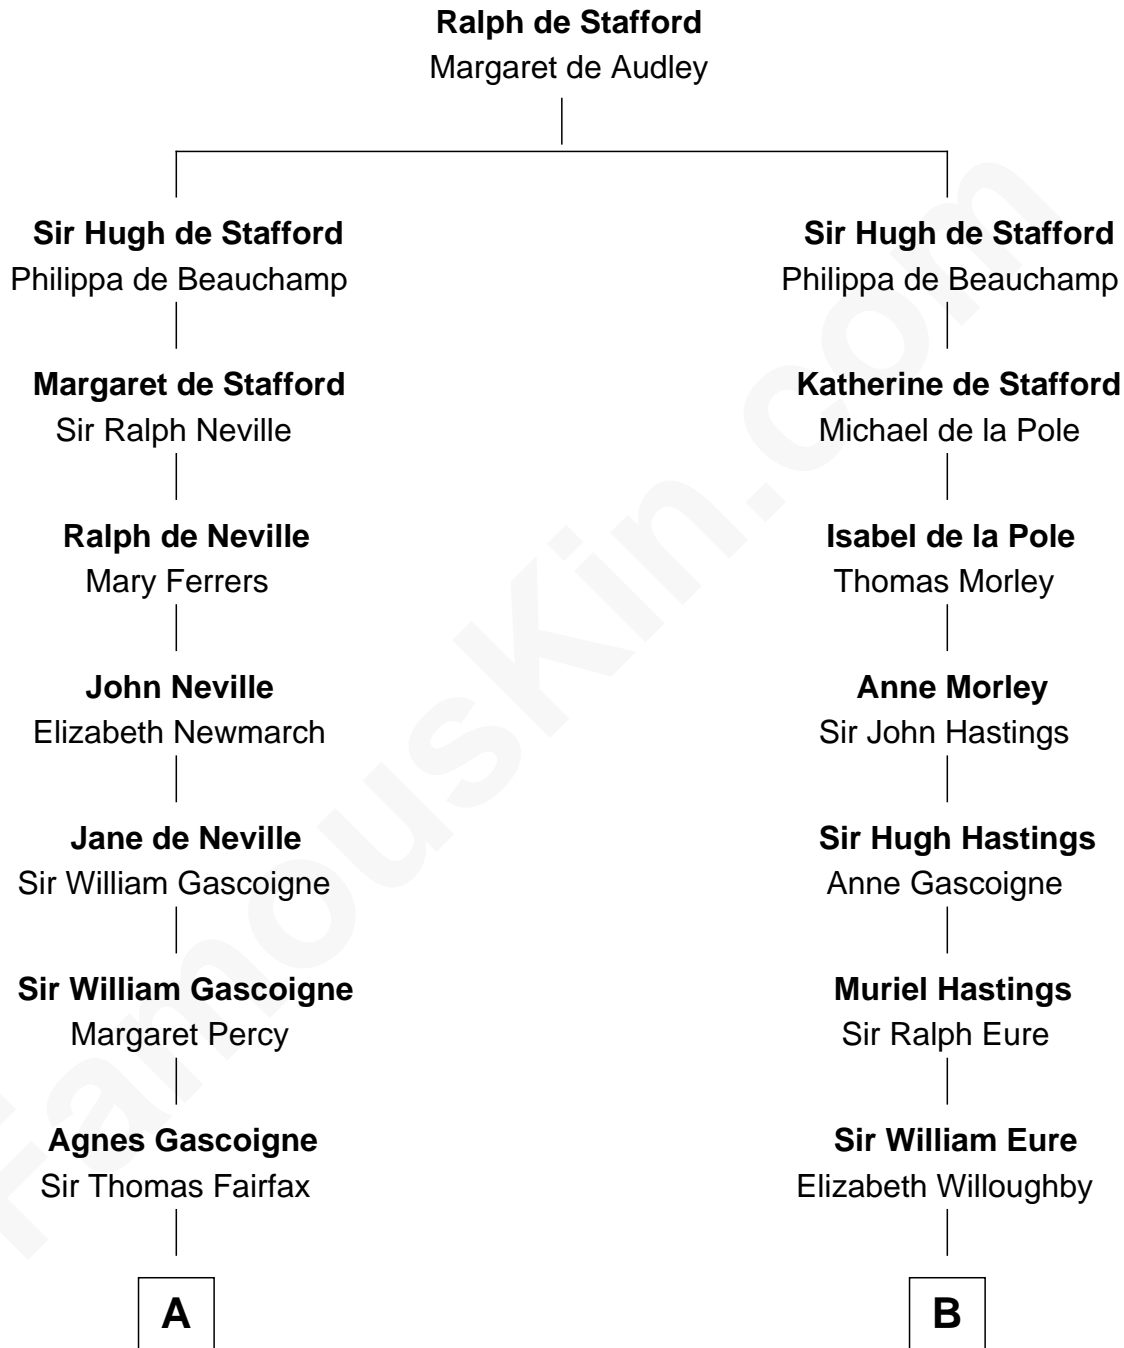 Ralph de Stafford
Margaret de Audley
Sir Hugh de Stafford
Philippa de Beauchamp
Margaret de Stafford
Sir Ralph Neville
Ralph de Neville
Mary Ferrers
John Neville
Elizabeth Newmarch
Jane de Neville
Sir William Gascoigne
Sir William Gascoigne
Margaret Percy
Agnes Gascoigne
Sir Thomas Fairfax
A
Sir Hugh de Stafford
Philippa de Beauchamp
Katherine de Stafford
Michael de la Pole
Isabel de la Pole
Thomas Morley
Anne Morley
Sir John Hastings
Sir Hugh Hastings
Anne Gascoigne
Muriel Hastings
Sir Ralph Eure
Sir William Eure
Elizabeth Willoughby
B
FamousKin.com